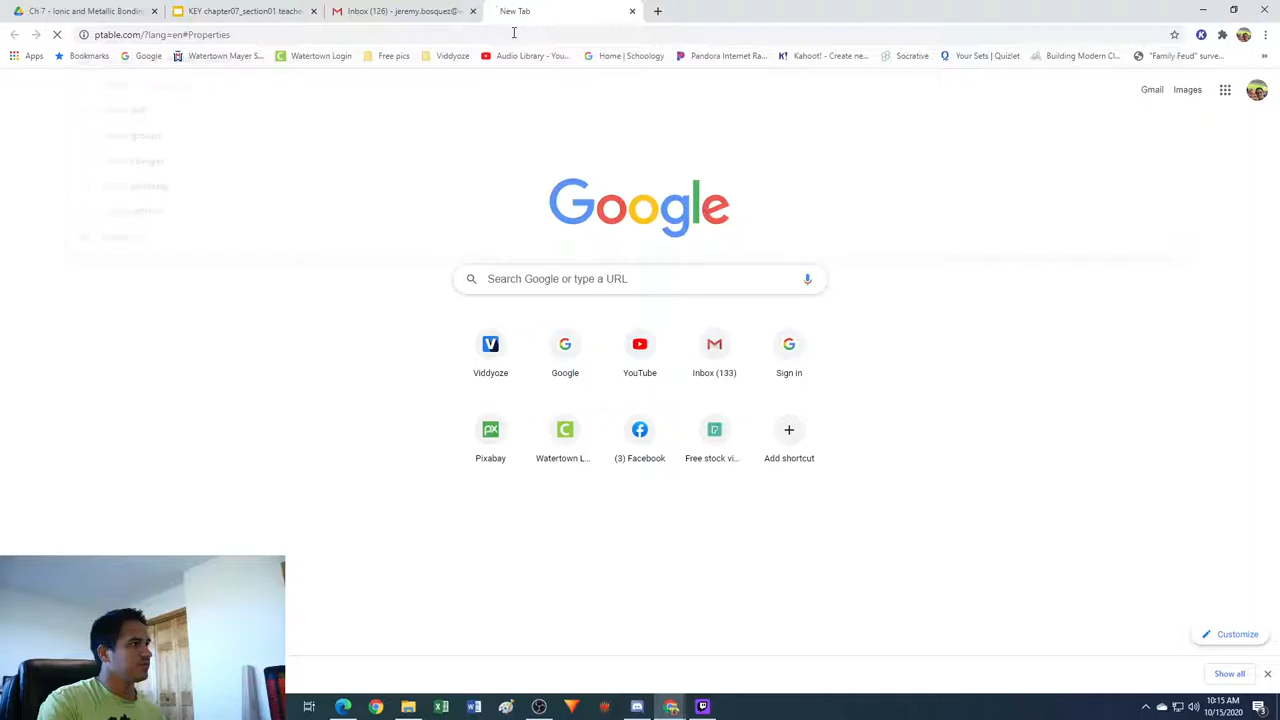 Ch 7 - Ionic and Metallic Bondin
KEY chapter07_section01 teache
Inbox (126) - jeremy.bosquez@w
New Tab
ptable.com/?lang=en#Properties
Apps
Bookmarks
Google
Watertown Mayer S...
Watertown Login
Free pics
Viddyoze
Audio Library - You...
Home | Schoology
Pandora Internet Ra...
Kahoot! - Create ne...
Socrative
Your Sets | Quizlet
Building Modern Cl...
"Family Feud" surve...
»
Gmail
Images
Google
Search Google or type a URL
Viddyoze
Google
YouTube
Inbox (133)
Sign in
Pixabay
Watertown L...
(3) Facebook
Free stock vi...
Add shortcut
Customize
Show all
10:15 AM
10/15/2020